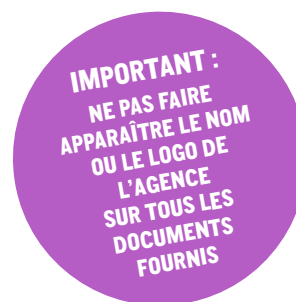 IMPORTANT :
NE PAS FAIRE
APPARAÎTRE LE NOM
OU LE LOGO DE
L’AGENCE
SUR TOUS LES
DOCUMENTS
FOURNIS